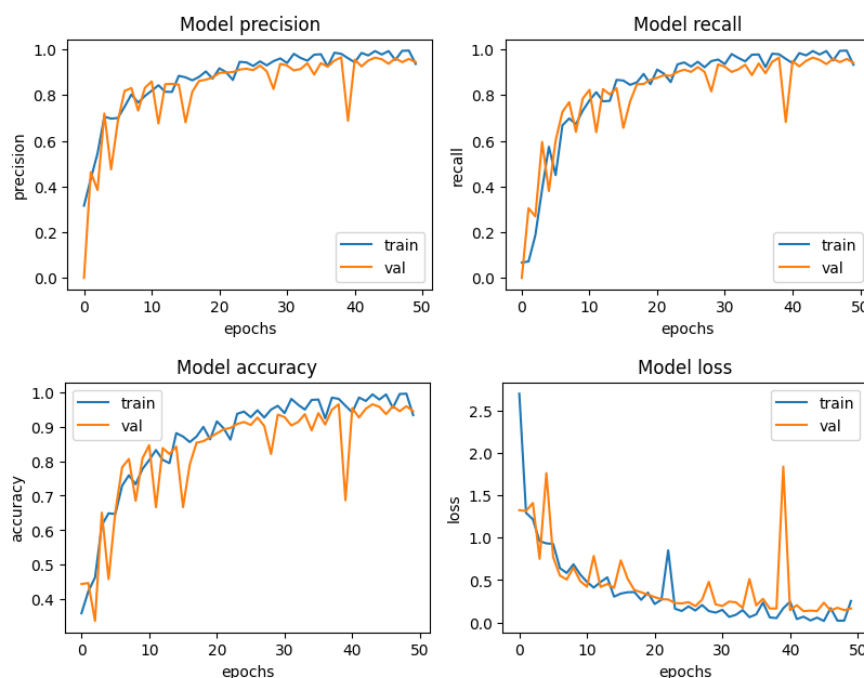 Model precision
1.0
0.8
0.6
0.4
0.2
0.0
precision
train
val
0 10 20 30 40 50
epochs
Model recall
1.0
0.8
0.6
0.4
0.2
0.0
recall
train
val
0 10 20 30 40 50
epochs
Model accuracy
1.0
0.9
0.8
0.7
0.6
0.5
0.4
accuracy
train
val
0 10 20 30 40 50
epochs
Model loss
2.5
2.0
1.5
1.0
0.5
0.0
loss
train
val
0 10 20 30 40 50
epochs